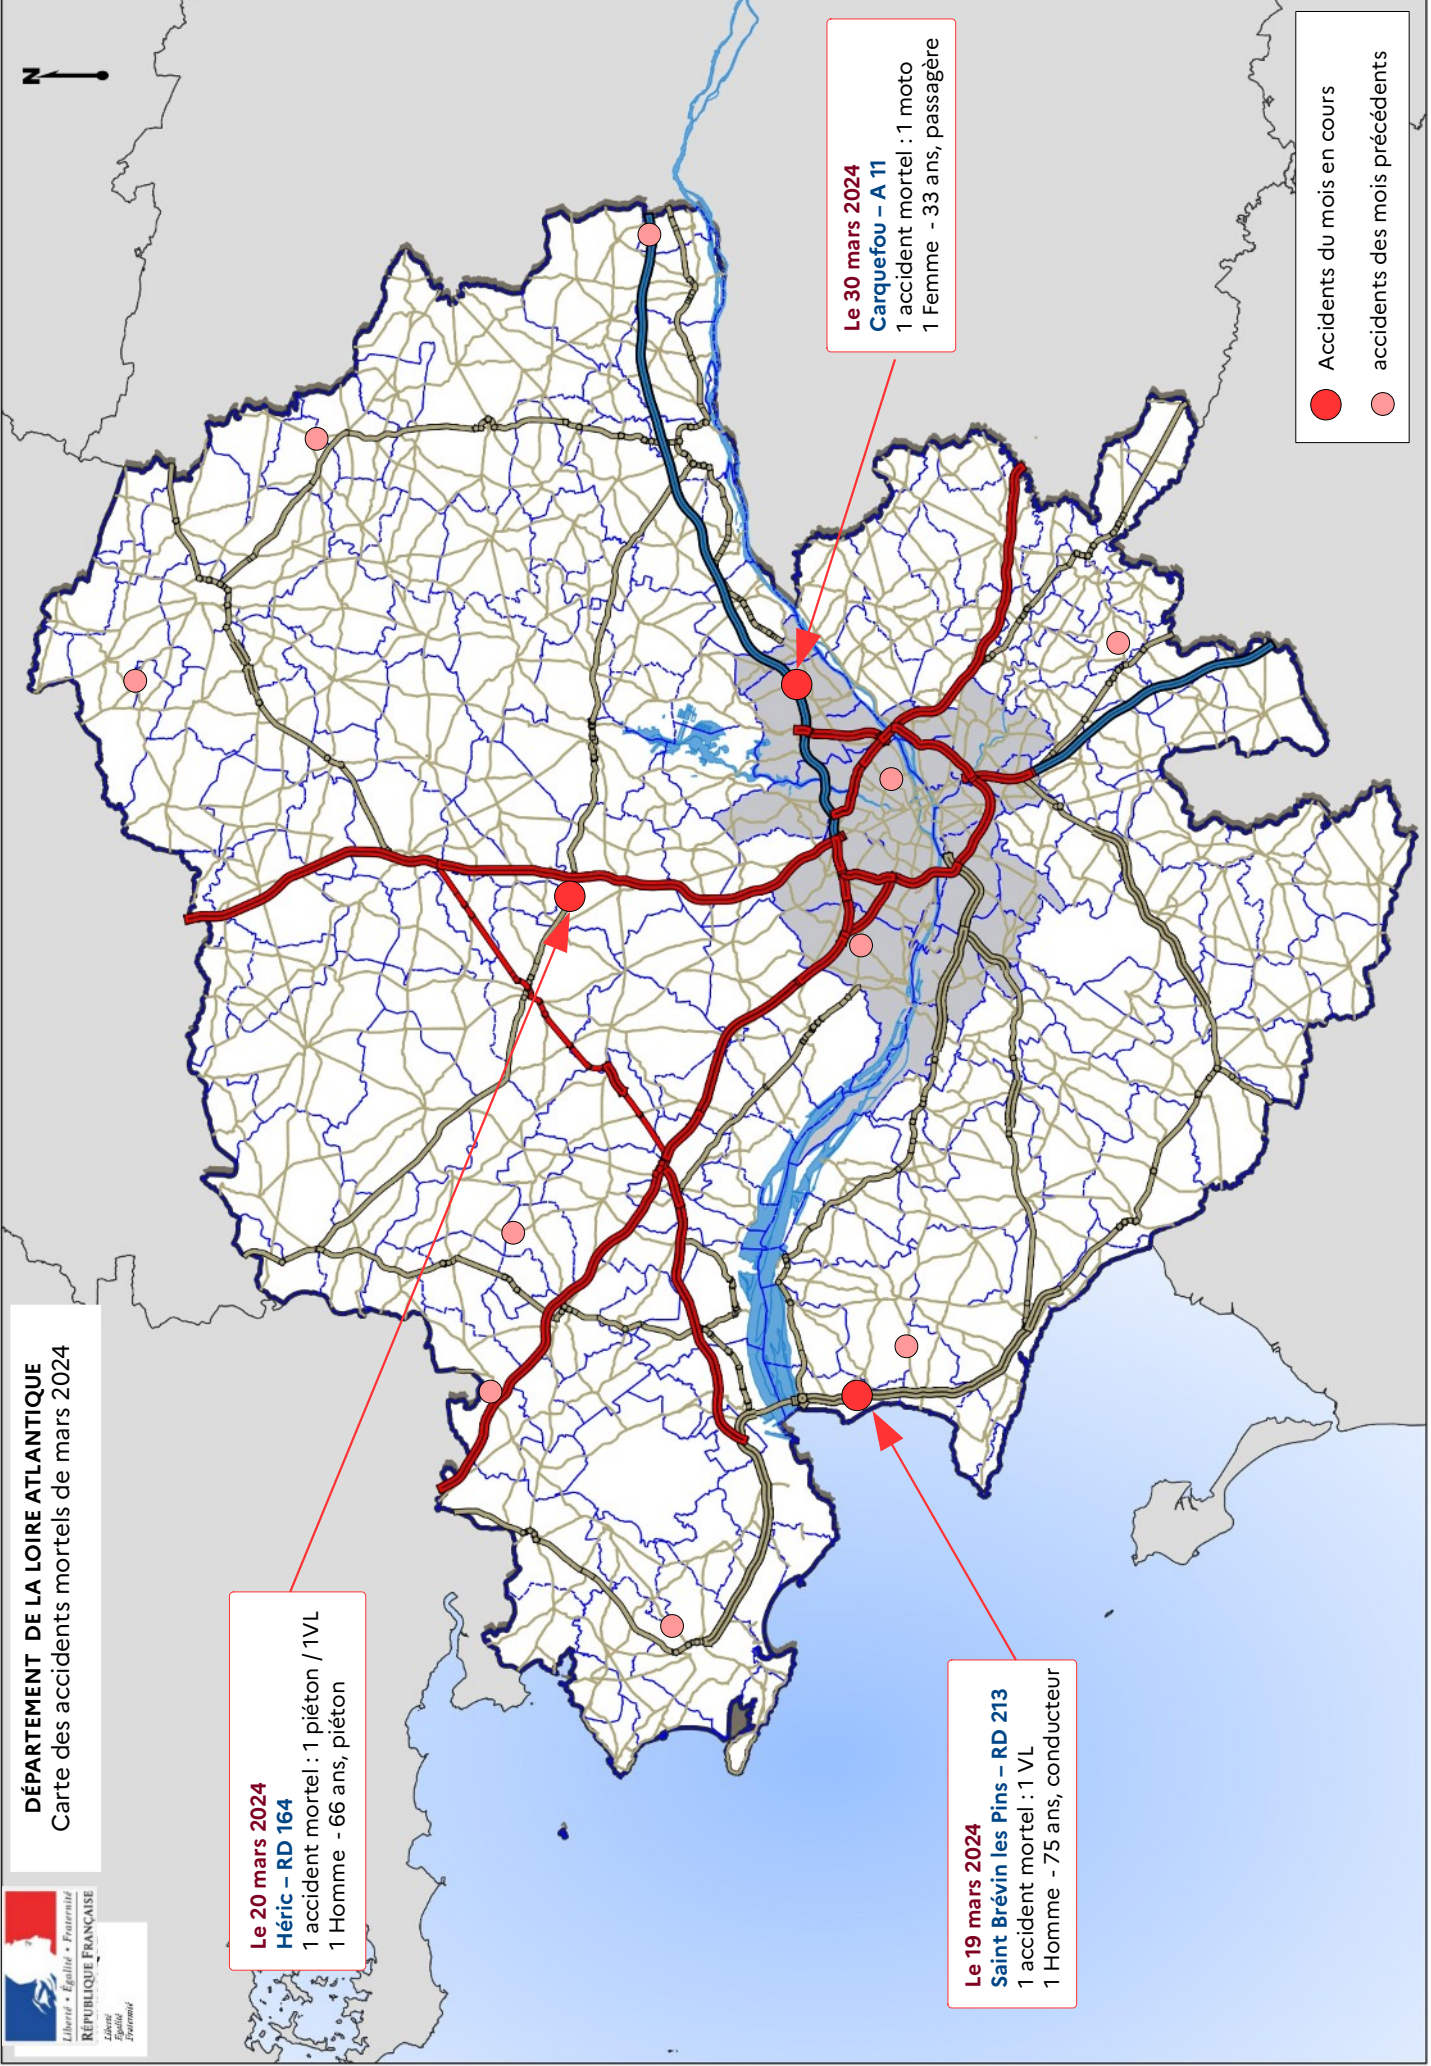 Liberté • Égalité • Fraternité
RÉPUBLIQUE FRANÇAISE
Liberté
Égalité
Fraternité
DÉPARTEMENT DE LA LOIRE ATLANTIQUE
Carte des accidents mortels de mars 2024
N
Le 20 mars 2024
Héric – RD 164
1 accident mortel : 1 piéton / 1VL
1 Homme - 66 ans, piéton
Le 30 mars 2024
Carquefou – A 11
1 accident mortel : 1 moto
1 Femme - 33 ans, passagère
Le 19 mars 2024
Saint Brévin les Pins – RD 213
1 accident mortel : 1 VL
1 Homme - 75 ans, conducteur
Accidents du mois en cours
accidents des mois précédents